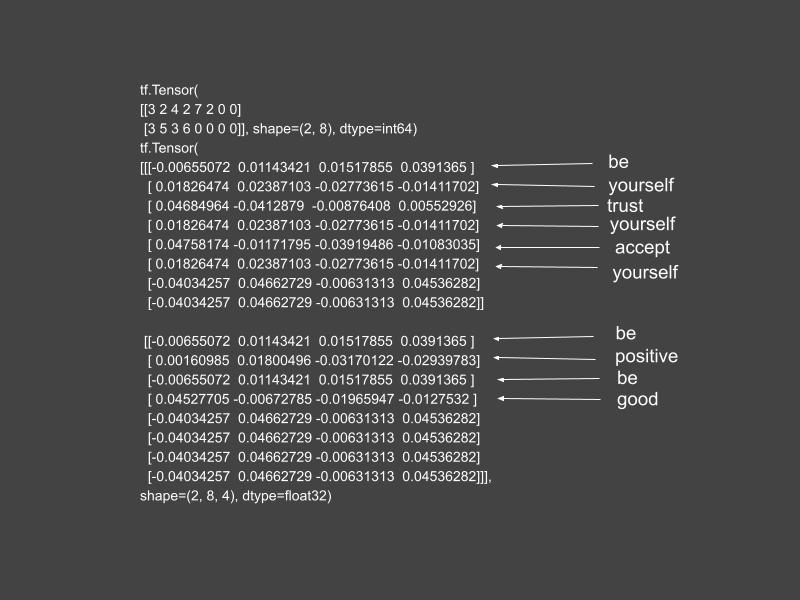 tf.Tensor(
[[3 2 4 2 7 2 0 0]
[3 5 3 6 0 0 0 0]], shape=(2, 8), dtype=int64)
tf.Tensor(
[[[-0.00655072 0.01143421 0.01517855 0.0391365 ] be
[ 0.01826474 0.02387103 -0.02773615 -0.01411702] yourself
[ 0.04684964 -0.0412879 -0.00876408 0.00552926] trust
[ 0.01826474 0.02387103 -0.02773615 -0.01411702] yourself
[ 0.04758174 -0.01171795 -0.03919486 -0.01083035] accept
[ 0.01826474 0.02387103 -0.02773615 -0.01411702] yourself
[-0.04034257 0.04662729 -0.00631313 0.04536282]
[-0.04034257 0.04662729 -0.00631313 0.04536282]]
[[-0.00655072 0.01143421 0.01517855 0.0391365 ] be
[ 0.00160985 0.01800496 -0.03170122 -0.02939783] positive
[-0.00655072 0.01143421 0.01517855 0.0391365 ] be
[ 0.04527705 -0.00672785 -0.01965947 -0.0127532 ] good
[-0.04034257 0.04662729 -0.00631313 0.04536282]
[-0.04034257 0.04662729 -0.00631313 0.04536282]
[-0.04034257 0.04662729 -0.00631313 0.04536282]
[-0.04034257 0.04662729 -0.00631313 0.04536282]]],
shape=(2, 8, 4), dtype=float32)